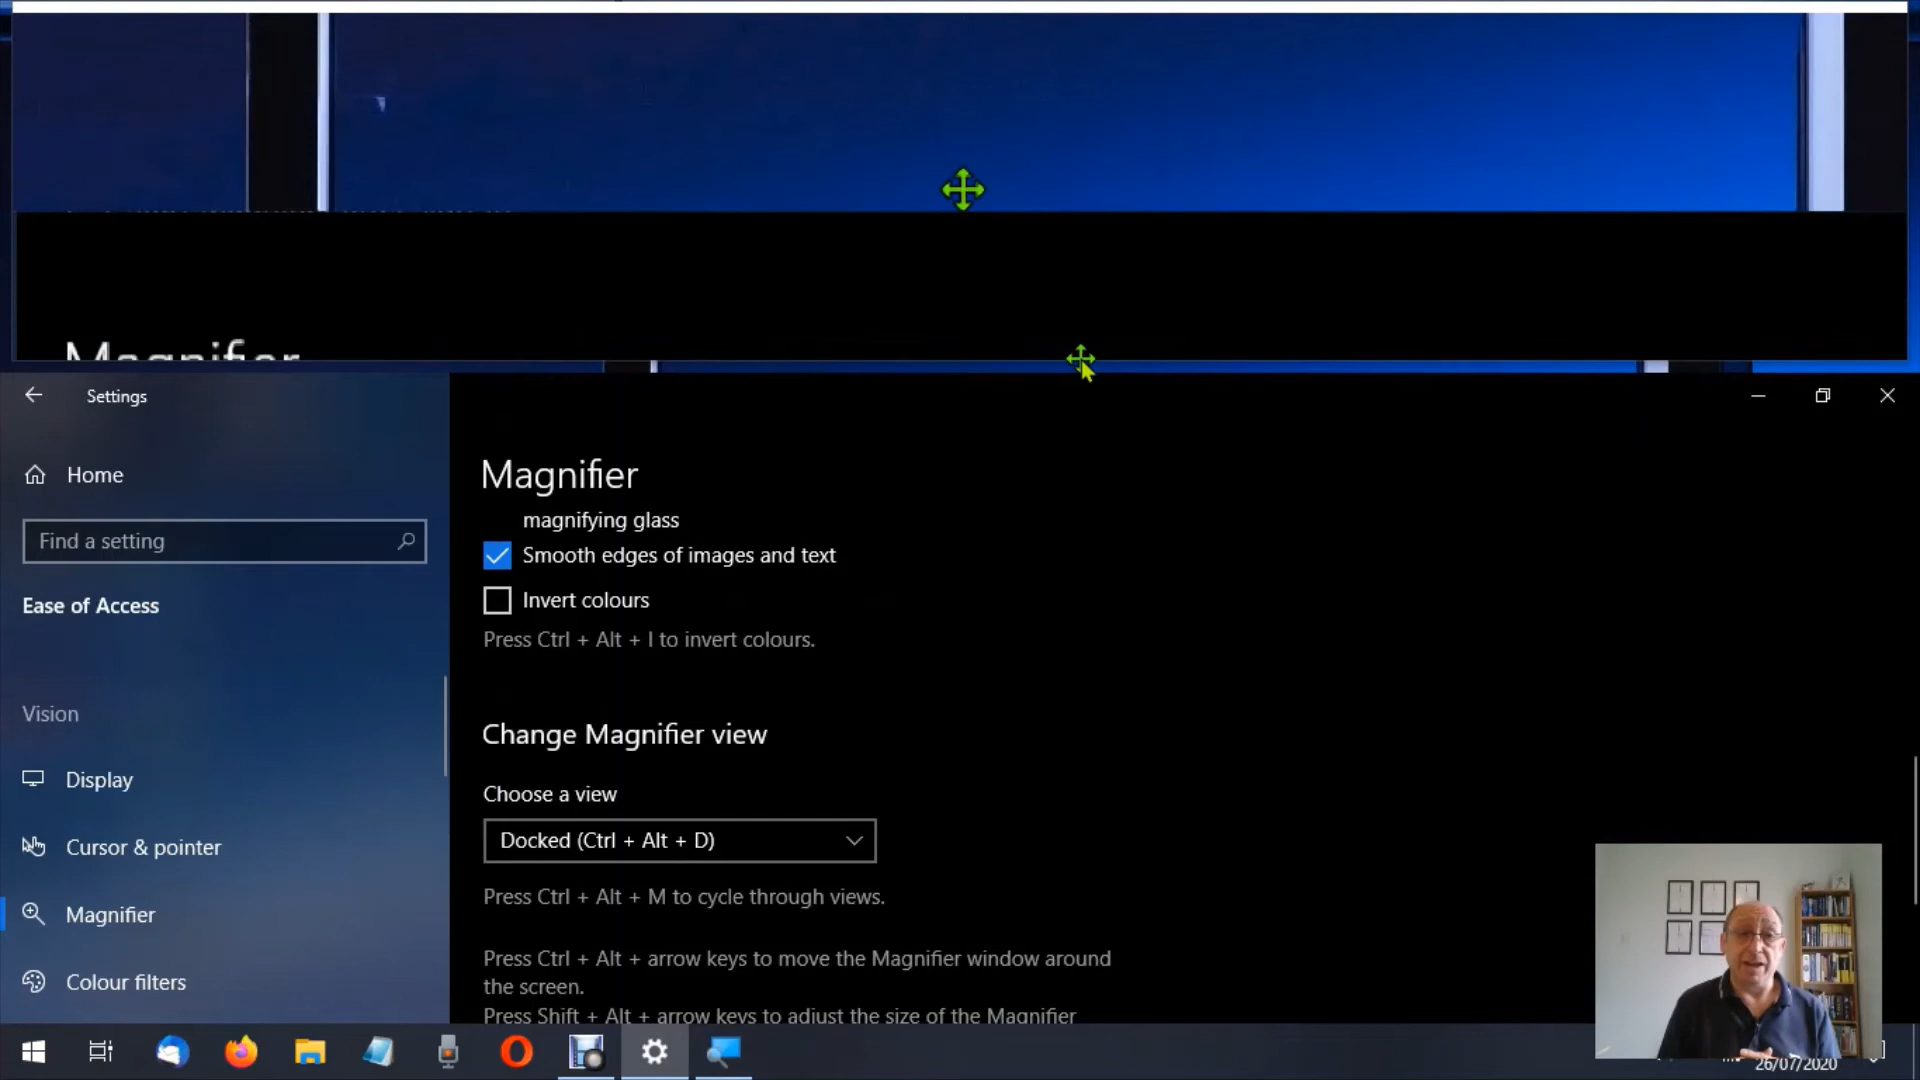 Magnifier
Settings
Home
Find a setting
Ease of Access
Vision
Display
Cursor & pointer
Magnifier
Colour filters
Magnifier
magnifying glass
Smooth edges of images and text
Invert colours
Press Ctrl + Alt + I to invert colours.
Change Magnifier view
Choose a view
Docked (Ctrl + Alt + D)
Press Ctrl + Alt + M to cycle through views.
Press Ctrl + Alt + arrow keys to move the Magnifier window around
the screen.
Press Shift + Alt + arrow keys to adjust the size of the Magnifier
26/07/2020